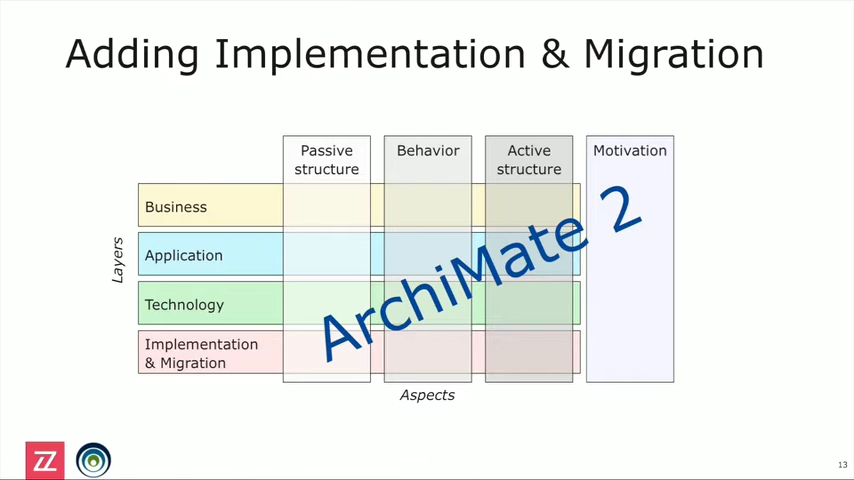 Adding Implementation & Migration
Passive
structure
Behavior
Active
structure
Motivation
Business
Application
Technology
Implementation
& Migration
Layers
Aspects
ArchiMate 2
13